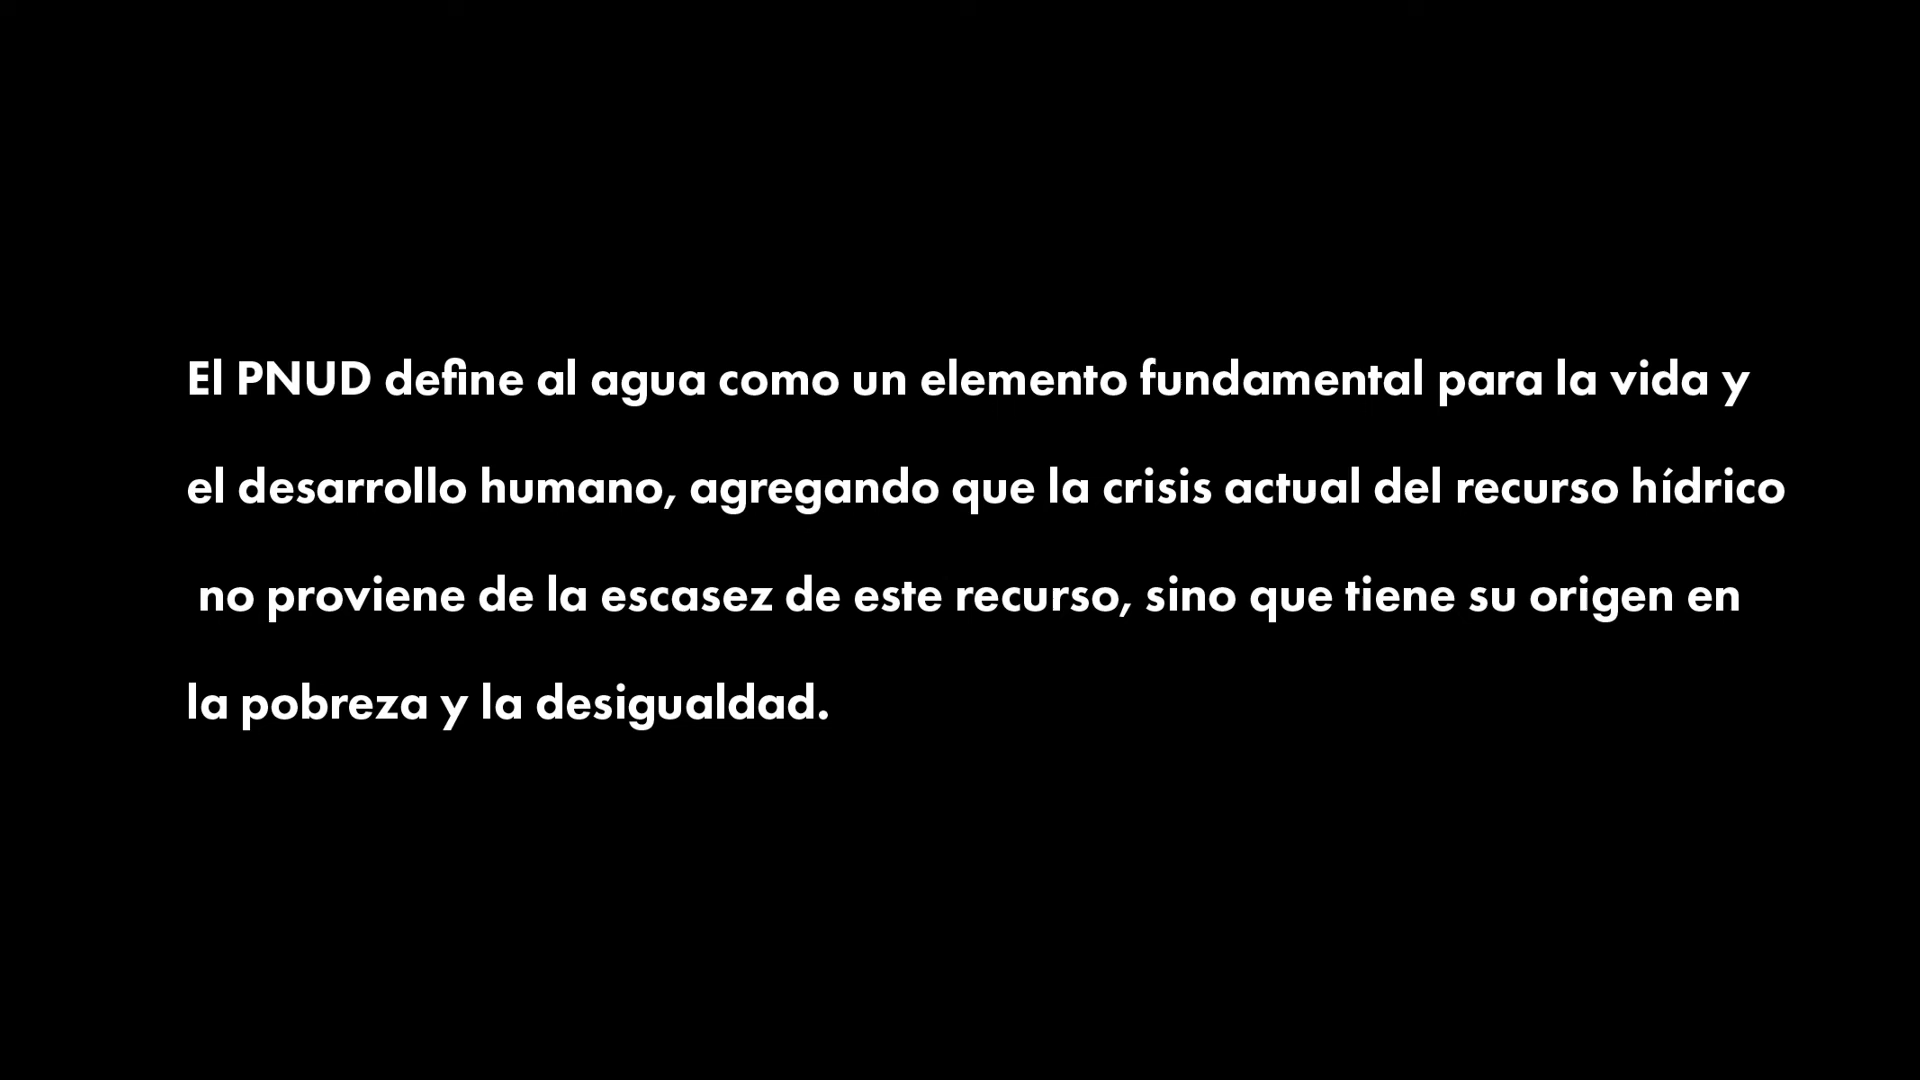 El PNUD define al agua como un elemento fundamental para la vida y
el desarrollo humano, agregando que la crisis actual del recurso hídrico
no proviene de la escasez de este recurso, sino que tiene su origen en
la pobreza y la desigualdad.